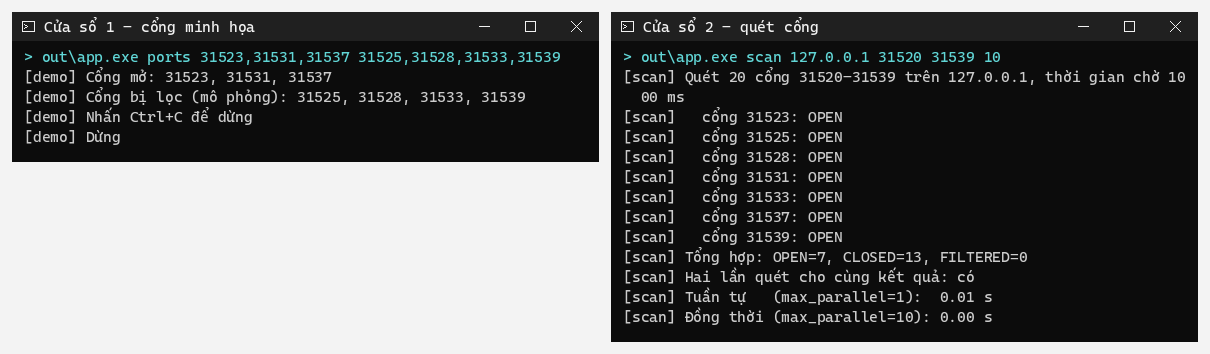 Cửa sổ 1 – cổng minh họa
> out\app.exe ports 31523,31531,31537 31525,31528,31533,31539
[demo] Cổng mở: 31523, 31531, 31537
[demo] Cổng bị lọc (mô phỏng): 31525, 31528, 31533, 31539
[demo] Nhấn Ctrl+C để dừng
[demo] Dừng
Cửa sổ 2 – quét cổng
> out\app.exe scan 127.0.0.1 31520 31539 10
[scan] Quét 20 cổng 31520–31539 trên 127.0.0.1, thời gian chờ 10
00 ms
[scan]   cổng 31523: OPEN
[scan]   cổng 31525: OPEN
[scan]   cổng 31528: OPEN
[scan]   cổng 31531: OPEN
[scan]   cổng 31533: OPEN
[scan]   cổng 31537: OPEN
[scan]   cổng 31539: OPEN
[scan] Tổng hợp: OPEN=7, CLOSED=13, FILTERED=0
[scan] Hai lần quét cho cùng kết quả: có
[scan] Tuần tự   (max_parallel=1):  0.01 s
[scan] Đồng thời (max_parallel=10): 0.00 s